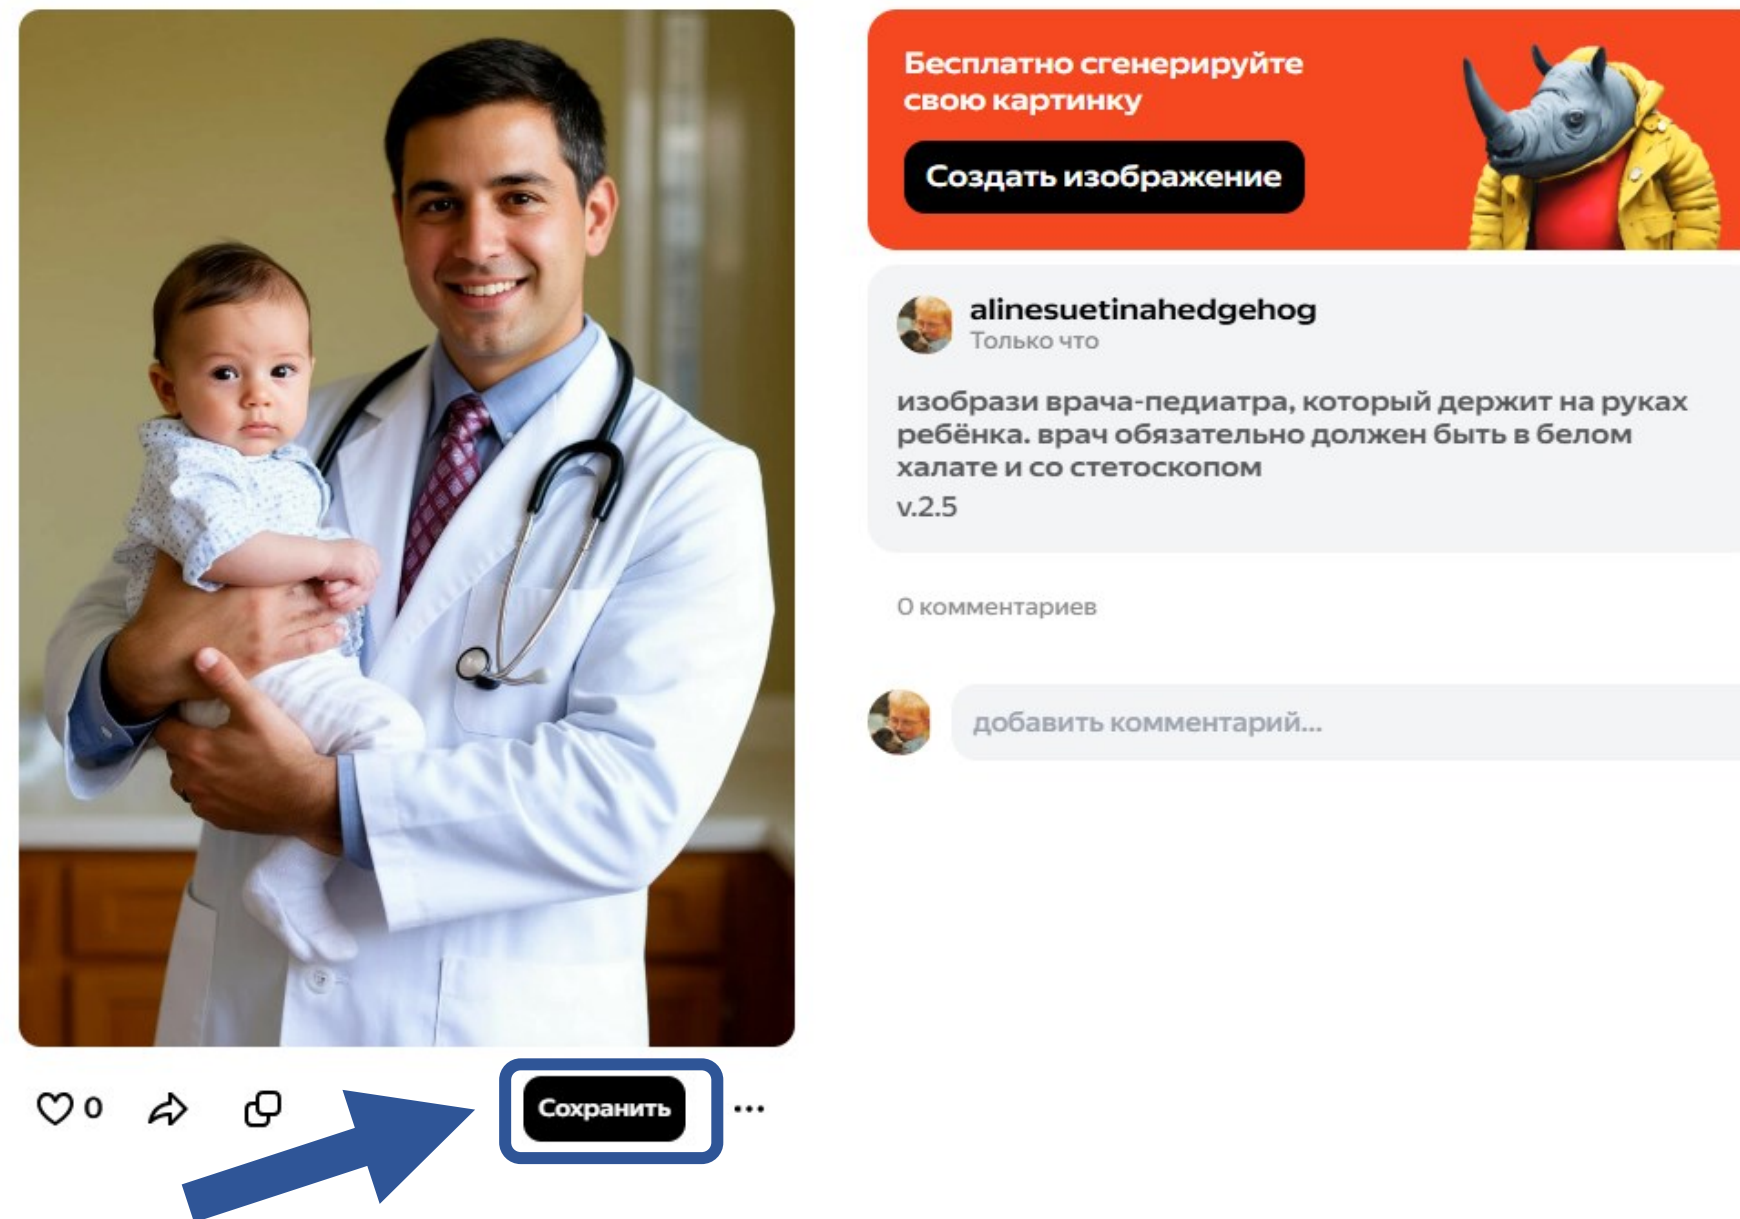 Бесплатно сгенерируйте
свою картинку
Создать изображение
alinesuetinahedgehog
Только что
изобрази врача-педиатра, который держит на руках
ребёнка. врач обязательно должен быть в белом
халате и со стетоскопом
v.2.5
0 комментариев
добавить комментарий...
0
Сохранить